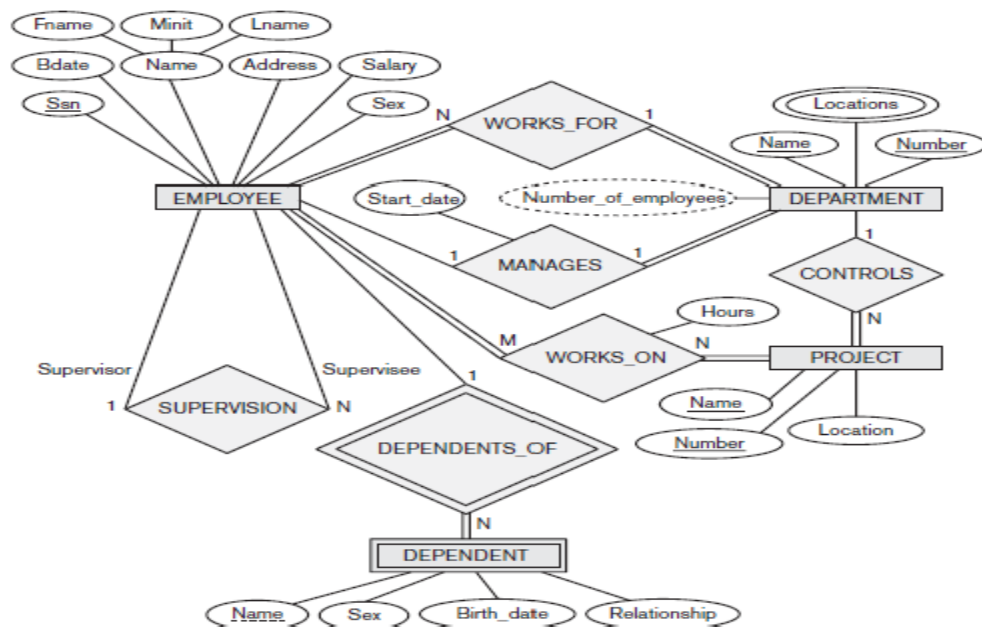 Fname Minit Lname
Bdate Name Address Salary
Ssn Sex
N WORKS_FOR 1
Locations
Name Number
EMPLOYEE Start_date Number_of_employees DEPARTMENT
1 MANAGES 1
1
CONTROLS
N
Hours
M WORKS_ON N PROJECT
Supervisor Supervisee
1 SUPERVISION N
1
Name
Number Location
DEPENDENTS_OF
N
DEPENDENT
Name Sex Birth_date Relationship